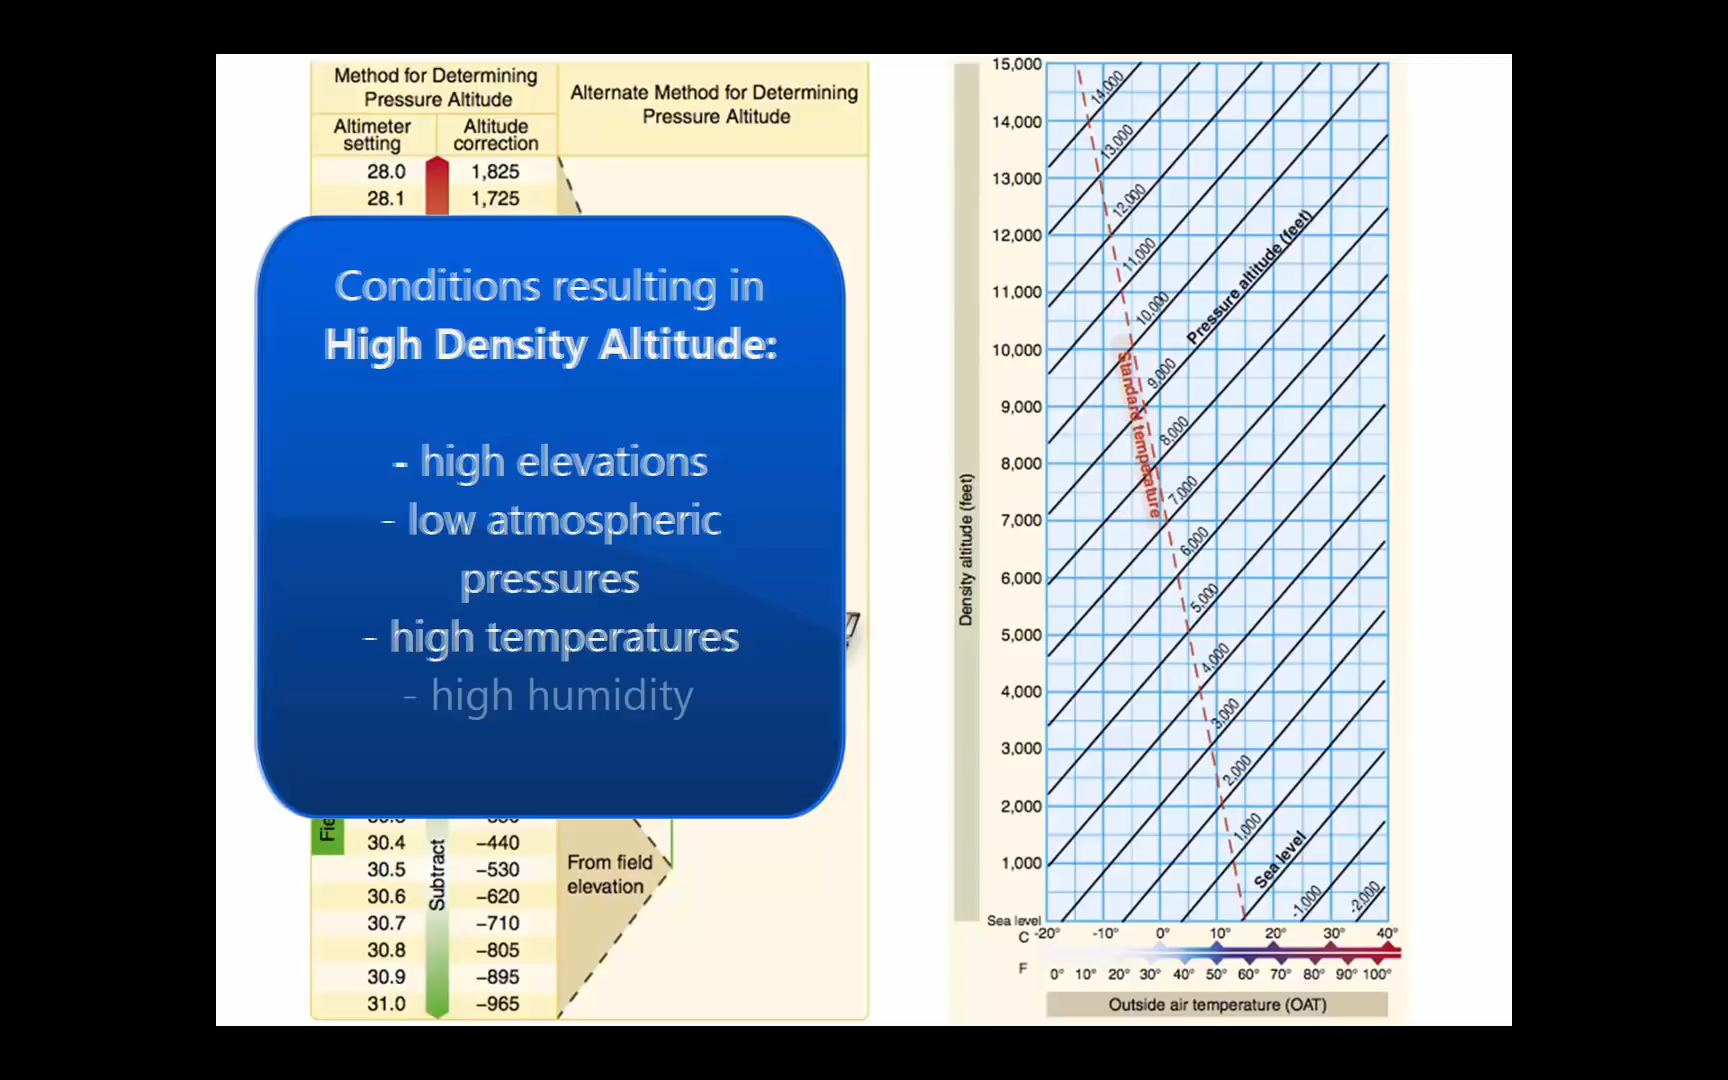 Method for Determining
Pressure Altitude
Alternate Method for Determining
Pressure Altitude
Altimeter
setting
Altitude
correction
28.0 1,825
28.1 1,725
Conditions resulting in
High Density Altitude:
- high elevations
- low atmospheric
pressures
- high temperatures
- high humidity
30.4 −440
30.5 −530
30.6 −620
30.7 −710
30.8 −805
30.9 −895
31.0 −965
Subtract
From field
elevation
Density altitude (feet)
15,000
14,000
13,000
12,000
11,000
10,000
9,000
8,000
7,000
6,000
5,000
4,000
3,000
2,000
1,000
Sea level
14,000
13,000
12,000
11,000
10,000
9,000
8,000
7,000
6,000
5,000
4,000
3,000
2,000
1,000
Sea level
-1,000
-2,000
Pressure altitude (feet)
Standard temperature
C -20° -10° 0° 10° 20° 30° 40°
F 0° 10° 20° 30° 40° 50° 60° 70° 80° 90° 100°
Outside air temperature (OAT)